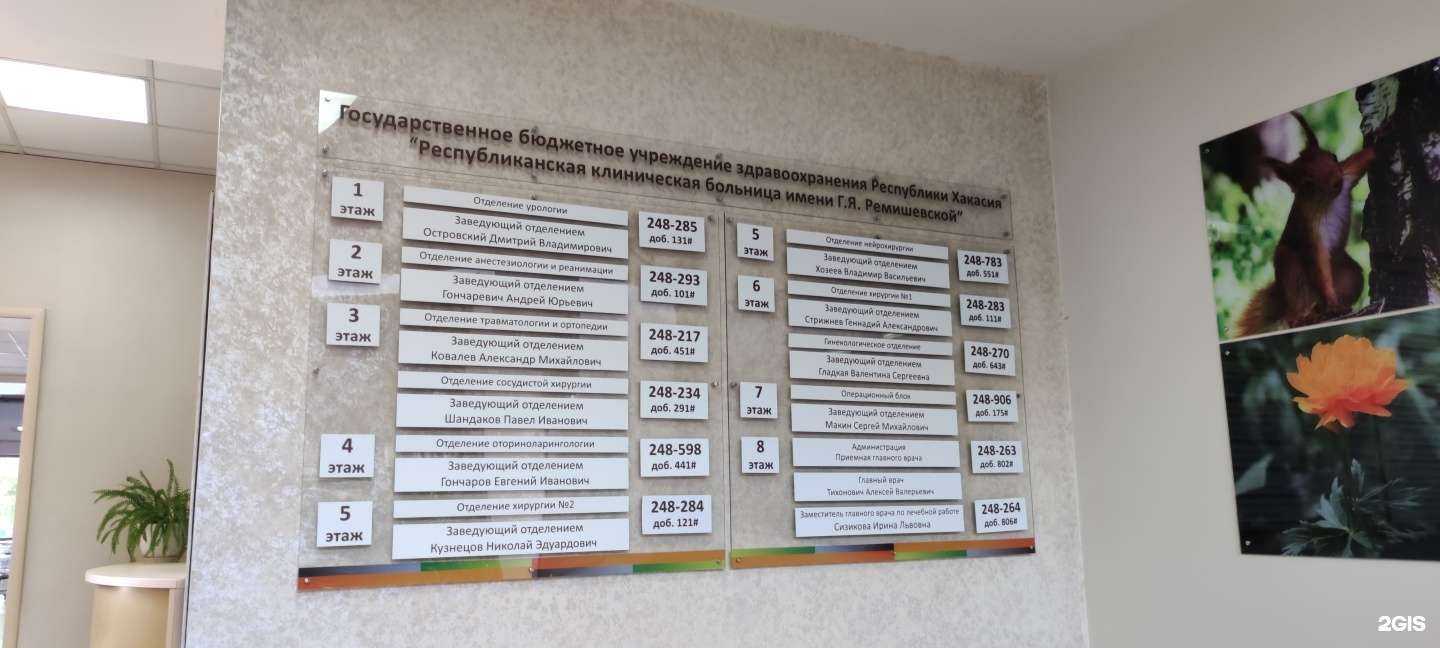 Государственное бюджетное учреждение здравоохранения Республики Хакасия
“Республиканская клиническая больница имени Г.Я. Ремишевской”
1
этаж
Отделение урологии
Заведующий отделением
Островский Дмитрий Владимирович
248-285
доб. 131#
2
этаж
Отделение анестезиологии и реанимации
Заведующий отделением
Гончаревич Андрей Юрьевич
248-293
доб. 101#
3
этаж
Отделение травматологии и ортопедии
Заведующий отделением
Ковалев Александр Михайлович
248-217
доб. 451#
Отделение сосудистой хирургии
Заведующий отделением
Шандаков Павел Иванович
248-234
доб. 291#
4
этаж
Отделение оториноларингологии
Заведующий отделением
Гончаров Евгений Иванович
248-598
доб. 441#
5
этаж
Отделение хирургии №2
Заведующий отделением
Кузнецов Николай Эдуардович
248-284
доб. 121#
5
этаж
Отделение нейрохирургии
Заведующий отделением
Хозеев Владимир Васильевич
248-783
доб. 551#
6
этаж
Отделение хирургии №1
Заведующий отделением
Стрижнев Геннадий Александрович
248-283
доб. 111#
Гинекологическое отделение
Заведующий отделением
Гладкая Валентина Сергеевна
248-270
доб. 643#
7
этаж
Операционный блок
Заведующий отделением
Макин Сергей Михайлович
248-906
доб. 175#
8
этаж
Администрация
Приемная главного врача
248-263
доб. 802#
Главный врач
Тихонович Алексей Валерьевич
Заместитель главного врача по лечебной работе
Сизикова Ирина Львовна
248-264
доб. 806#
2GIS